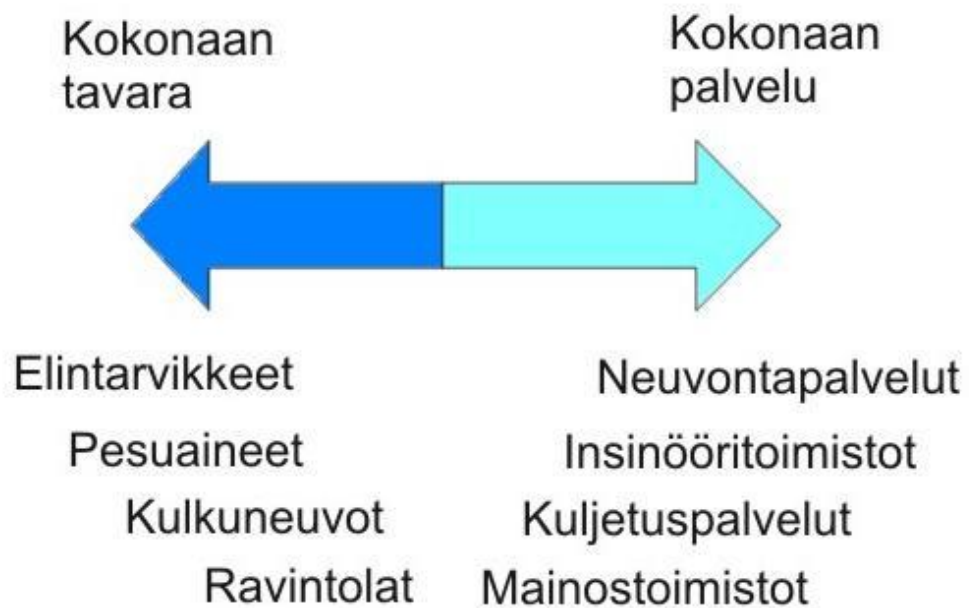 Kokonaan
tavara
Kokonaan
palvelu
Elintarvikkeet
Neuvontapalvelut
Pesuaineet
Insinööritoimistot
Kulkuneuvot
Kuljetuspalvelut
Ravintolat
Mainostoimistot